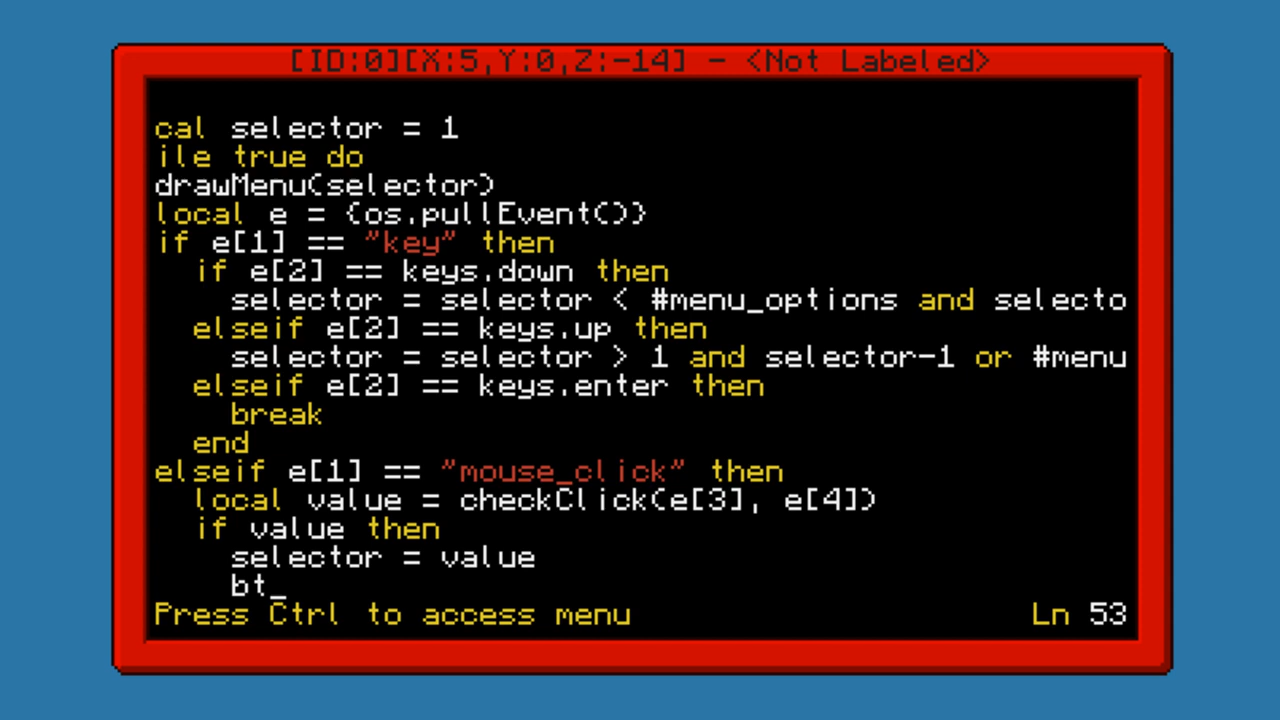 [ID:0][X:5,Y:0,Z:-14] - <Not Labeled>
cal selector = 1
ile true do
drawMenu(selector)
local e = {os.pullEvent()}
if e[1] == "key" then
if e[2] == keys.down then
selector = selector < #menu_options and selecto
elseif e[2] == keys.up then
selector = selector > 1 and selector-1 or #menu
elseif e[2] == keys.enter then
break
end
elseif e[1] == "mouse_click" then
local value = checkClick(e[3], e[4])
if value then
selector = value
bt_
Press Ctrl to access menu Ln 53